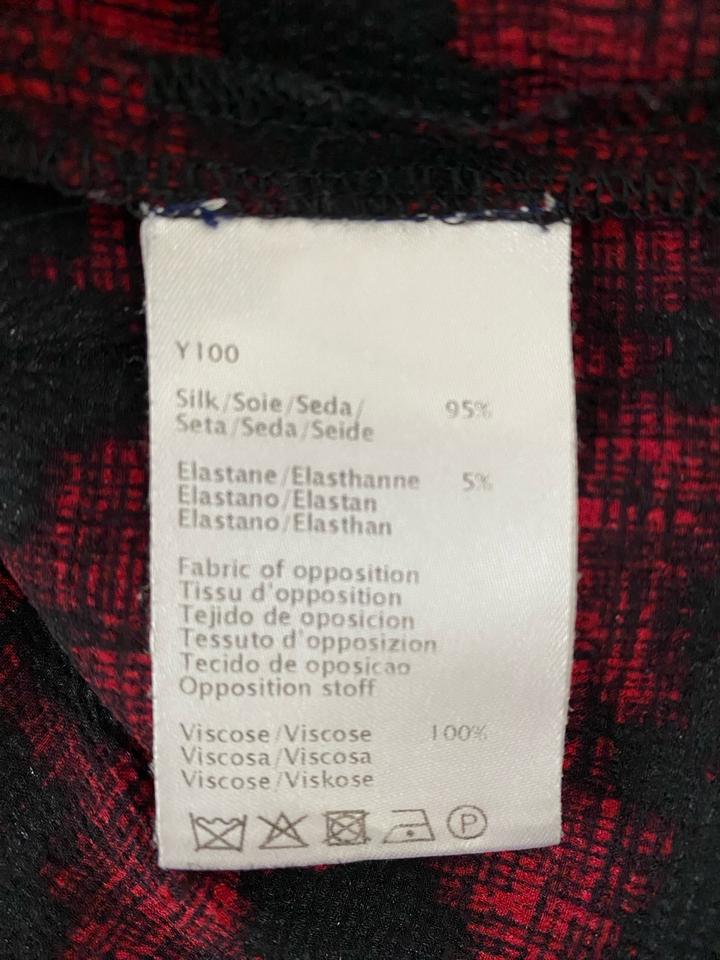 Y100
Silk/Soie/Seda/ 95%
Seta/Seda/Seide
Elastane/Elasthanne 5%
Elastano/Elastan
Elastano/Elasthan
Fabric of opposition
Tissu d'opposition
Tejido de oposicion
Tessuto d'opposizion
Tecido de oposicao
Opposition stoff
Viscose/Viscose 100%
Viscosa/Viscosa
Viscose/Viskose
P